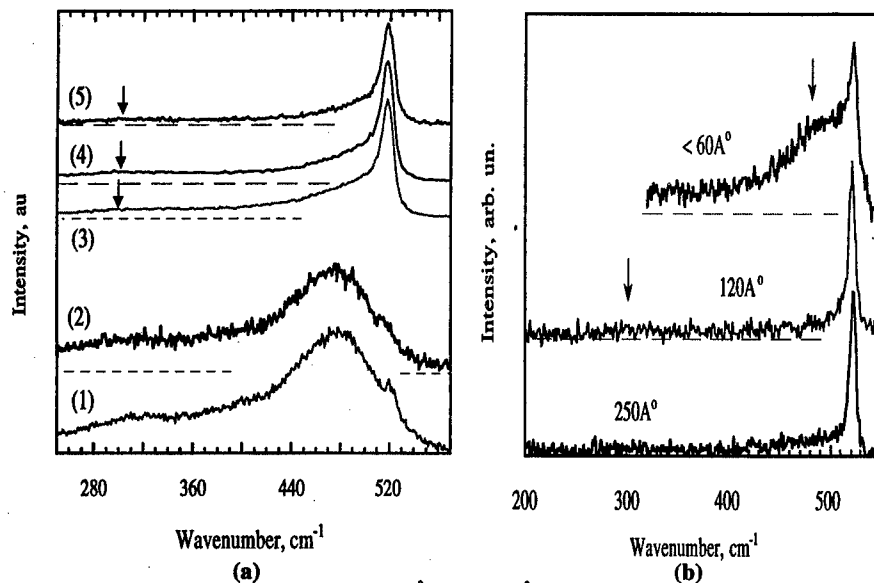 Intensity, au
(5)
(4)
(3)
(2)
(1)
280 360 440 520
Wavenumber, cm⁻¹
(a)
Intensity, arb. un.
<60A°
120A°
250A°
200 300 400 500
Wavenumber, cm⁻¹
(b)